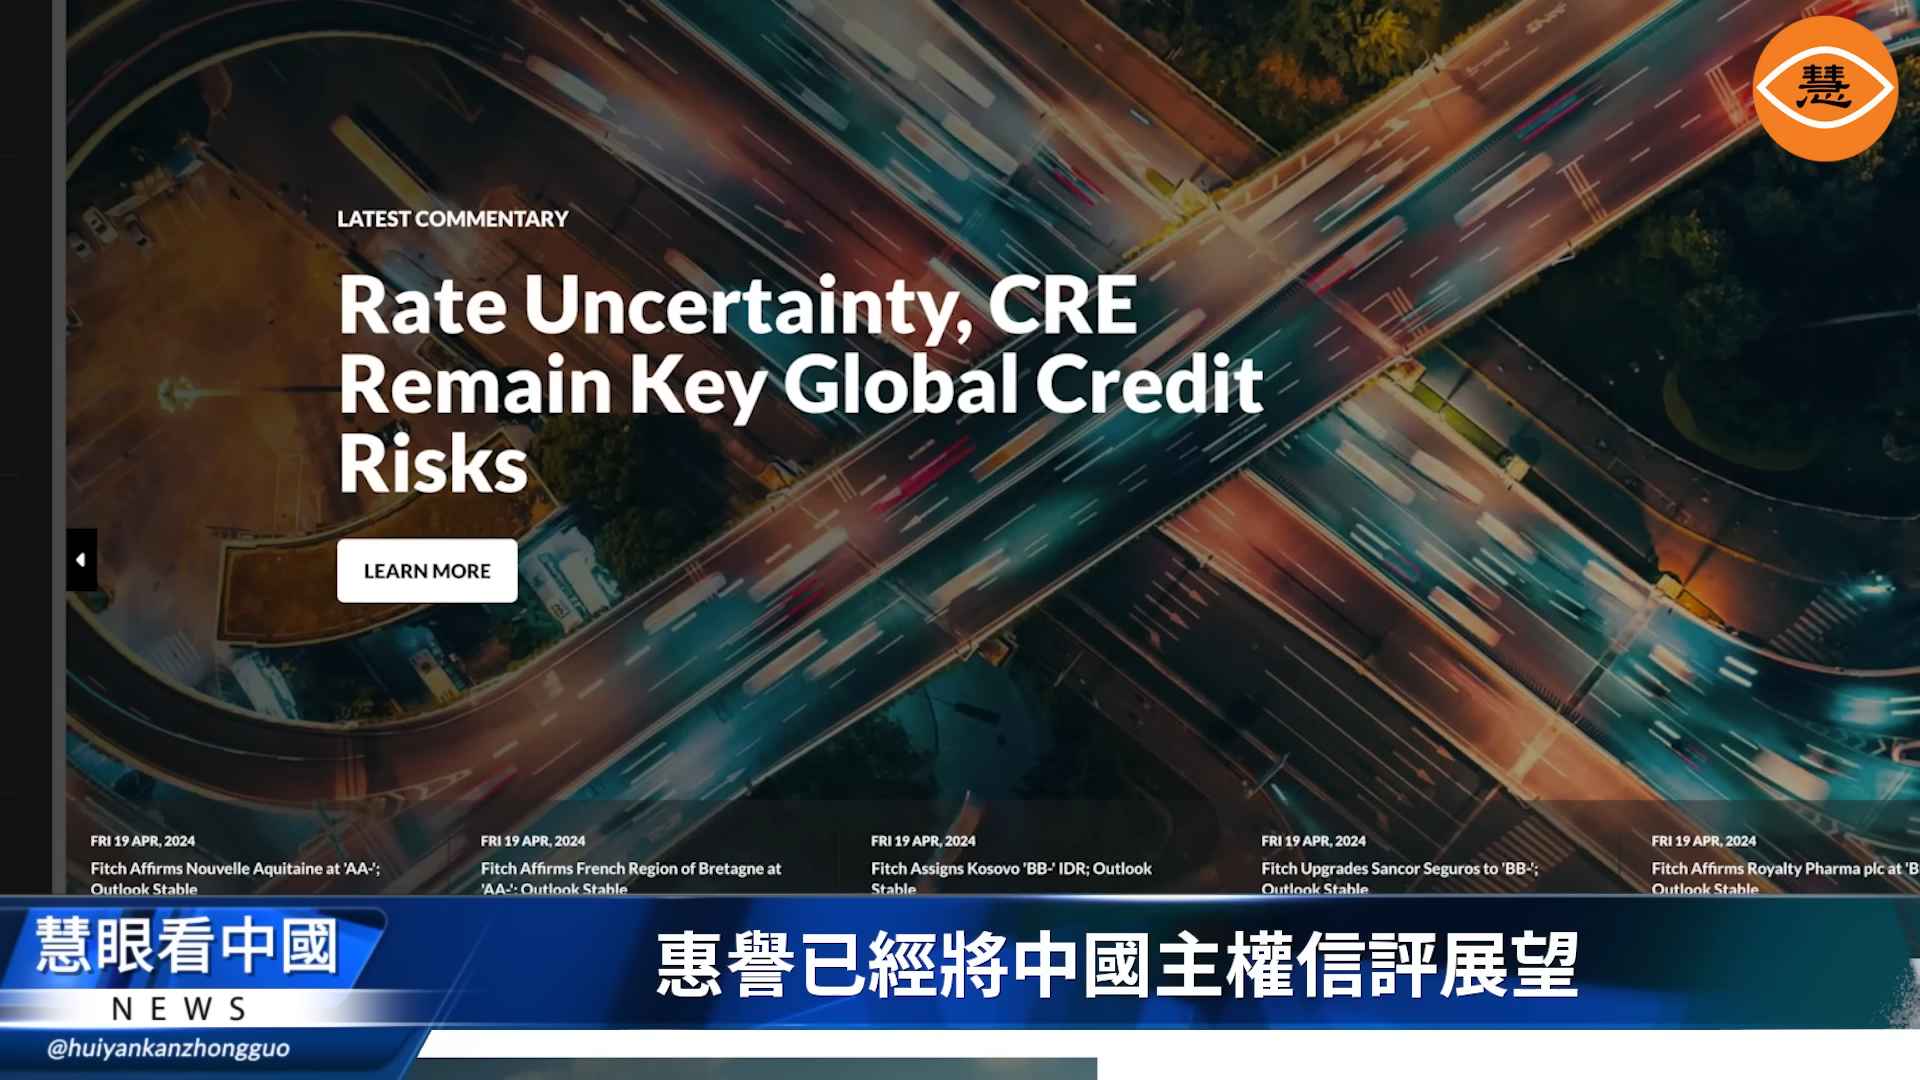 慧
LATEST COMMENTARY
Rate Uncertainty, CRE
Remain Key Global Credit
Risks
LEARN MORE
FRI 19 APR, 2024
Fitch Affirms Nouvelle Aquitaine at 'AA-';
Outlook Stable
FRI 19 APR, 2024
Fitch Affirms French Region of Bretagne at
'AA-'; Outlook Stable
FRI 19 APR, 2024
Fitch Assigns Kosovo 'BB-' IDR; Outlook
Stable
FRI 19 APR, 2024
Fitch Upgrades Sancor Seguros to 'BB-';
Outlook Stable
FRI 19 APR, 2024
Fitch Affirms Royalty Pharma plc at
Outlook Stable
慧眼看中國
NEWS
@huiyankanzhongguo
惠譽已經將中國主權信評展望